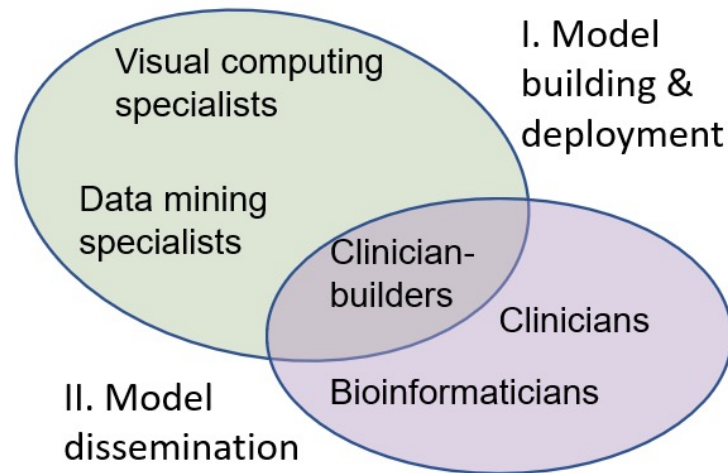 I. Model
building &
deployment
Visual computing
specialists
Data mining
specialists
Clinician-
builders
Clinicians
Bioinformaticians
II. Model
dissemination